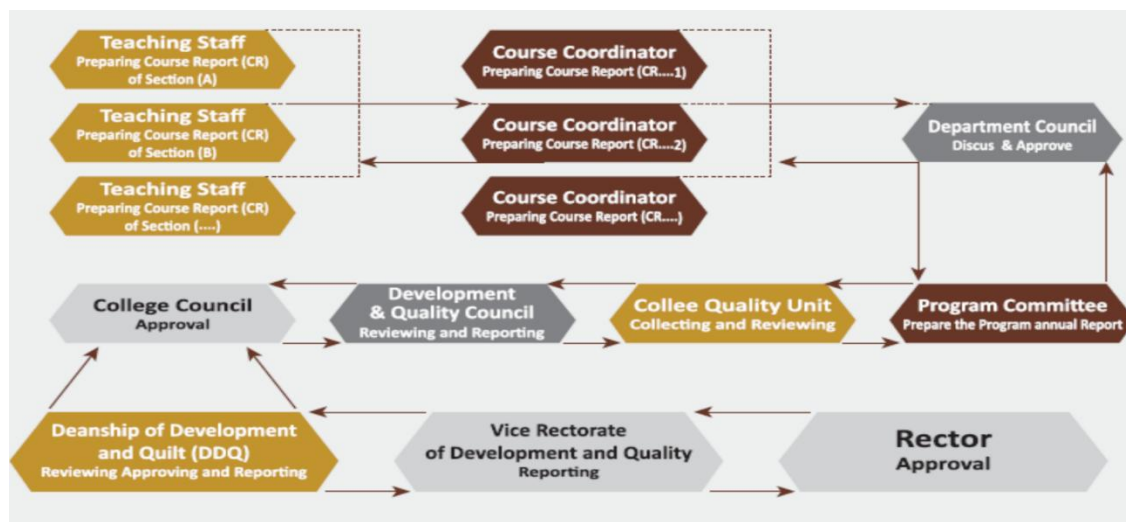 Teaching Staff
Preparing Course Report (CR)
of Section (A)
Course Coordinator
Preparing Course Report (CR....1)
Teaching Staff
Preparing Course Report (CR)
of Section (B)
Course Coordinator
Preparing Course Report (CR....2)
Department Council
Discus & Approve
Teaching Staff
Preparing Course Report (CR)
of Section (....)
Course Coordinator
Preparing Course Report (CR....)
College Council
Approval
Development
& Quality Council
Reviewing and Reporting
Collee Quality Unit
Collecting and Reviewing
Program Committee
Prepare the Program annual Report
Deanship of Development
and Quilt (DDQ)
Reviewing Approving and Reporting
Vice Rectorate
of Development and Quality
Reporting
Rector
Approval